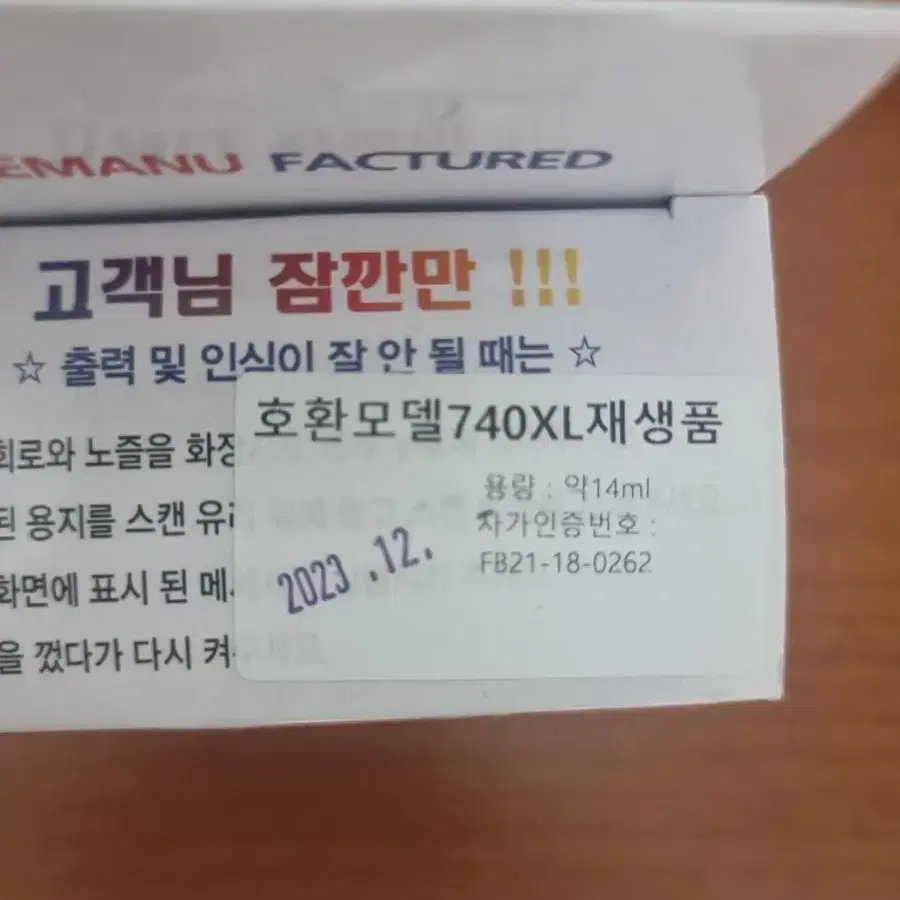 EMANU FACTURED
고객님 잠깐만 !!!
☆ 출력 및 인식이 잘 안 될 때는 ☆
회로와 노즐을 화장
된 용지를 스캔 유리
화면에 표시 된 메
을 껐다가 다시 켜
호환모델740XL재생품
용량 : 약14ml
자가인증번호 :
FB21-18-0262
2023.12.